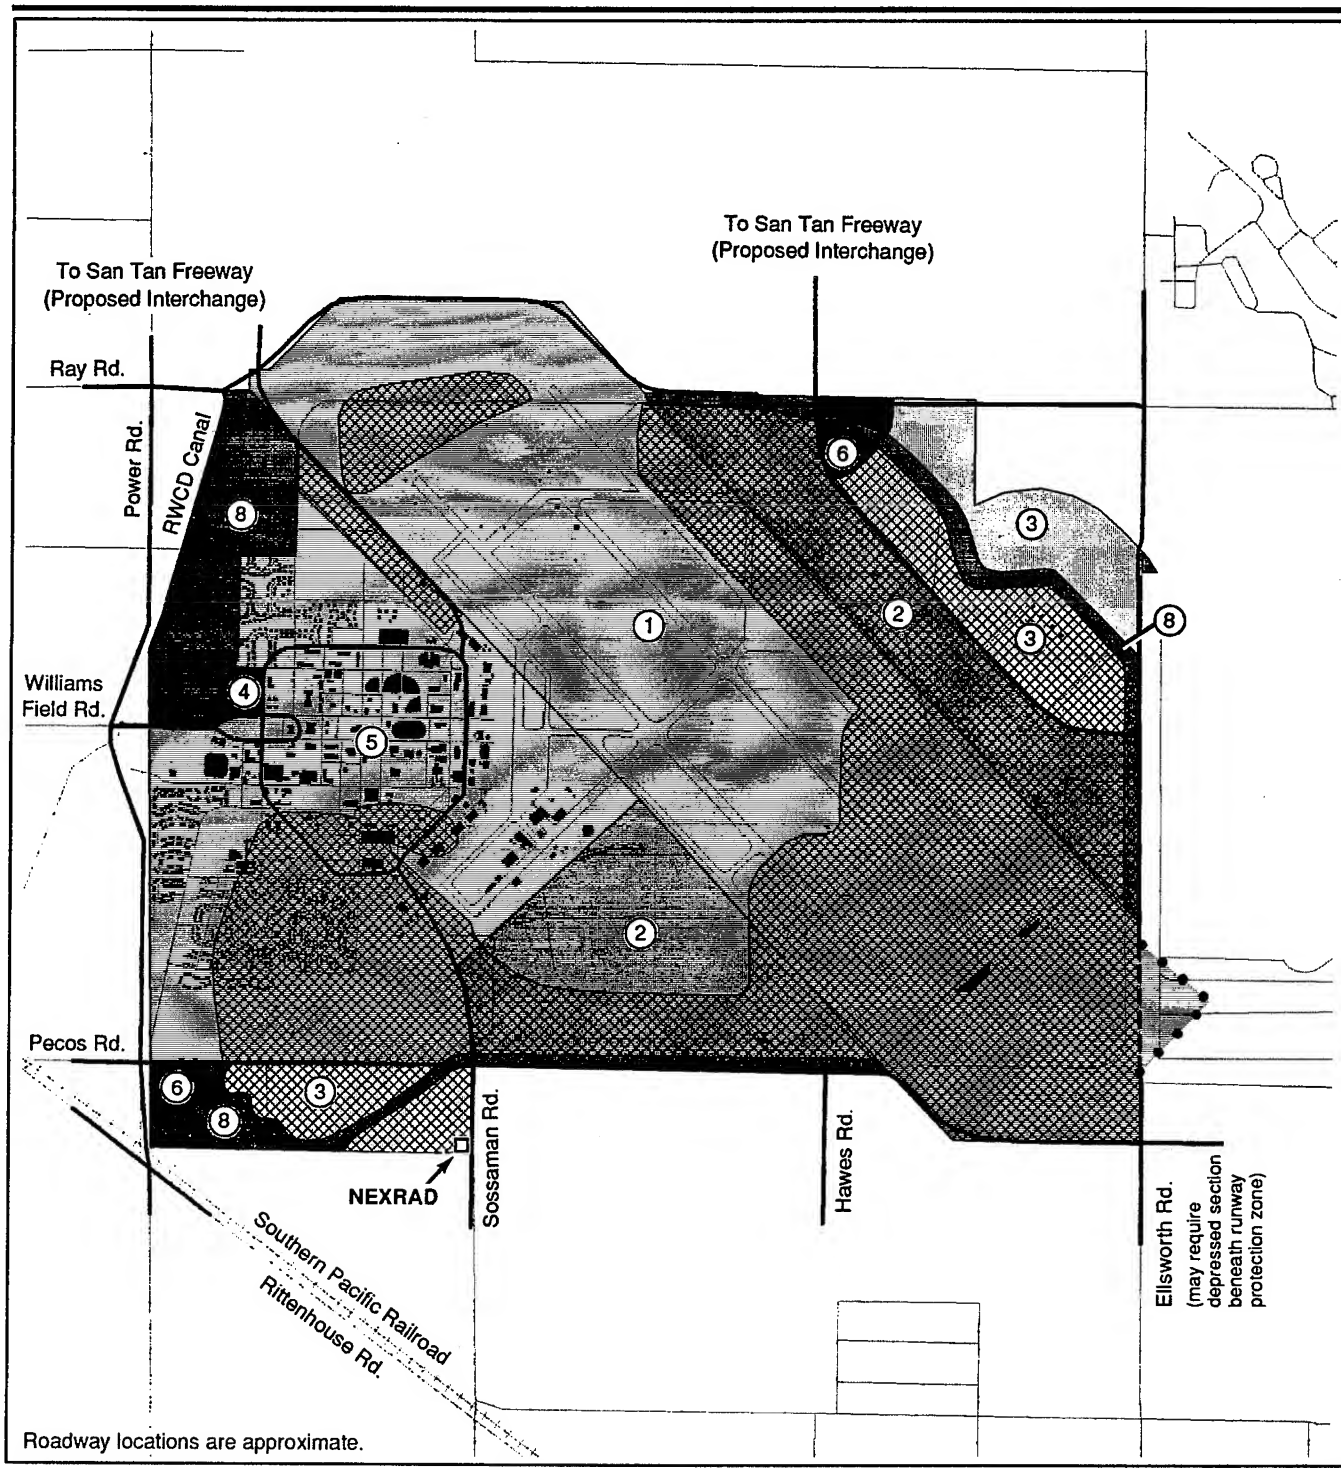 To San Tan Freeway
(Proposed Interchange)
To San Tan Freeway
(Proposed Interchange)
Ray Rd.
Power Rd.
RWCD Canal
6
8
3
1
2
3
8
Williams
Field Rd.
4
5
2
Pecos Rd.
6
3
8
NEXRAD
Sossaman Rd.
Hawes Rd.
Ellsworth Rd.
(may require
depressed section
beneath runway
protection zone)
Southern Pacific Railroad
Rittenhouse Rd.
Roadway locations are approximate.